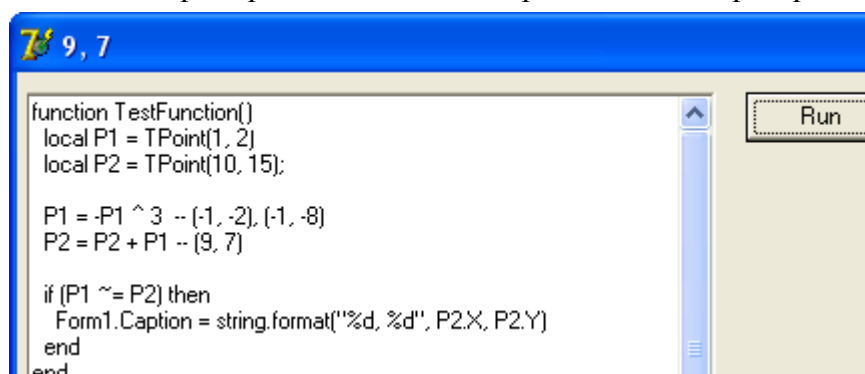 9, 7
function TestFunction()
local P1 = TPoint(1, 2)
local P2 = TPoint(10, 15);
P1 = -P1 ^ 3 -- (-1, -2), (-1, -8)
P2 = P2 + P1 -- (9, 7)
if (P1 ~= P2) then
Form1.Caption = string.format("%d, %d", P2.X, P2.Y)
end
end
Run